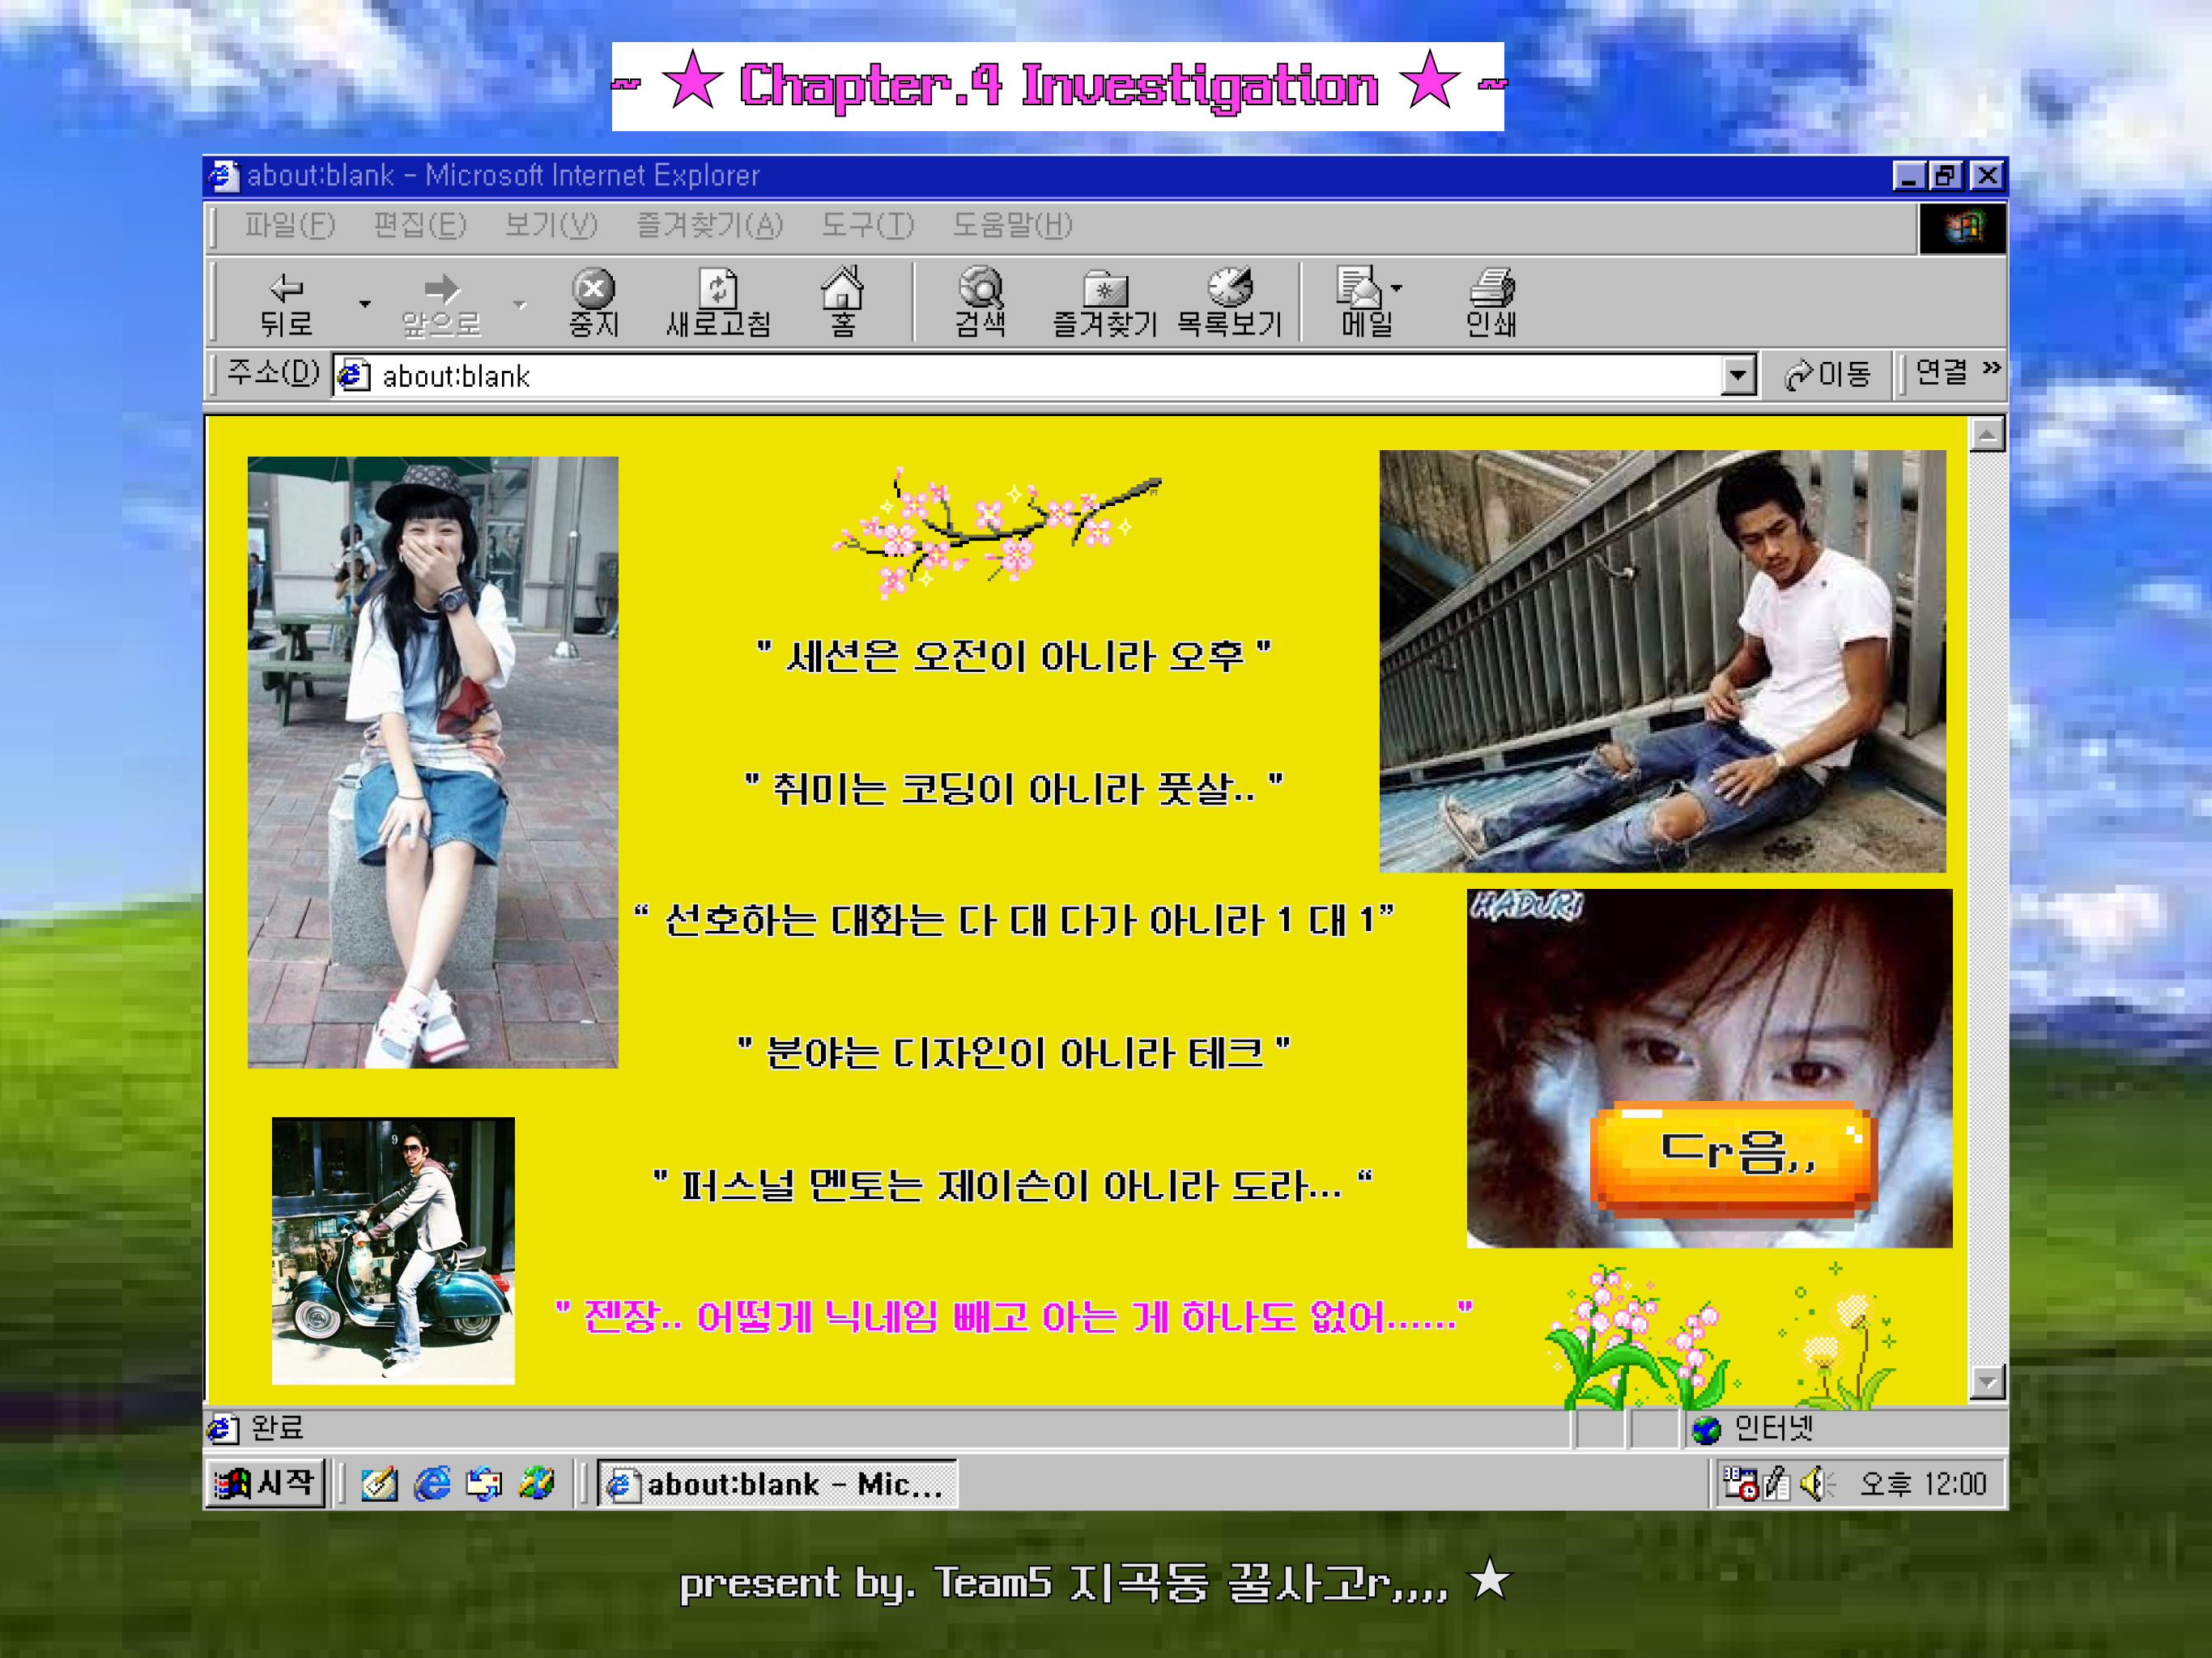 ~ ★ Chapter.4 Investigation ★ ~
about:blank - Microsoft Internet Explorer
파일(F) 편집(E) 보기(V) 즐겨찾기(A) 도구(T) 도움말(H)
뒤로 앞으로 중지 새로고침 홈 검색 즐겨찾기 목록보기 메일 인쇄
주소(D) about:blank 이동 연결 »
" 세션은 오전이 아니라 오후 "
" 취미는 코딩이 아니라 풋살.. "
“ 선호하는 대화는 다 대 다가 아니라 1 대 1”
HADURI
" 분야는 디자인이 아니라 테크 "
ㄷr음,,
" 퍼스널 멘토는 제이슨이 아니라 도라... “
" 젠장.. 어떻게 닉네임 빼고 아는 게 하나도 없어......"
완료 인터넷
시작 about:blank - Mic... 오후 12:00
present by. Team5 지곡동 꿀사고r,,,, ★